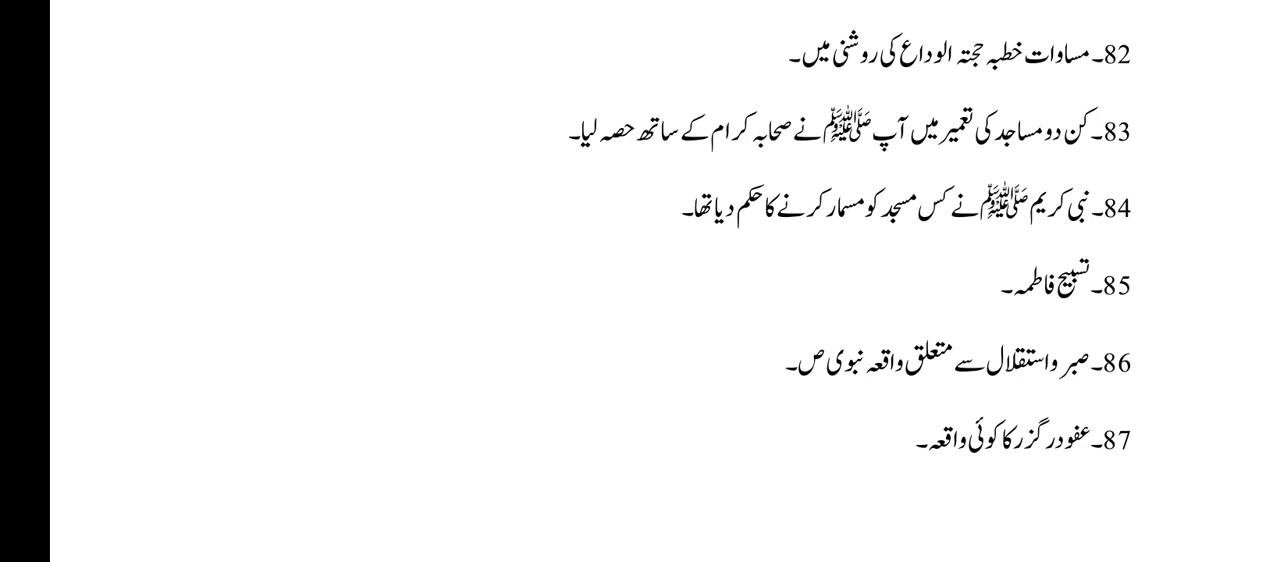 82۔ مساوات خطبہ حجتہ الوداع کی روشنی میں۔
83۔ کن دو مساجد کی تعمیر میں آپ ﷺ نے صحابہ کرام کے ساتھ حصہ لیا۔
84۔ نبی کریم ﷺ نے کس مسجد کو مسمار کرنے کا حکم دیا تھا۔
85۔ تسبیح فاطمہ۔
86۔ صبر واستقلال سے متعلق واقعہ نبوی ص۔
87۔ عفو درگزر کا کوئی واقعہ۔